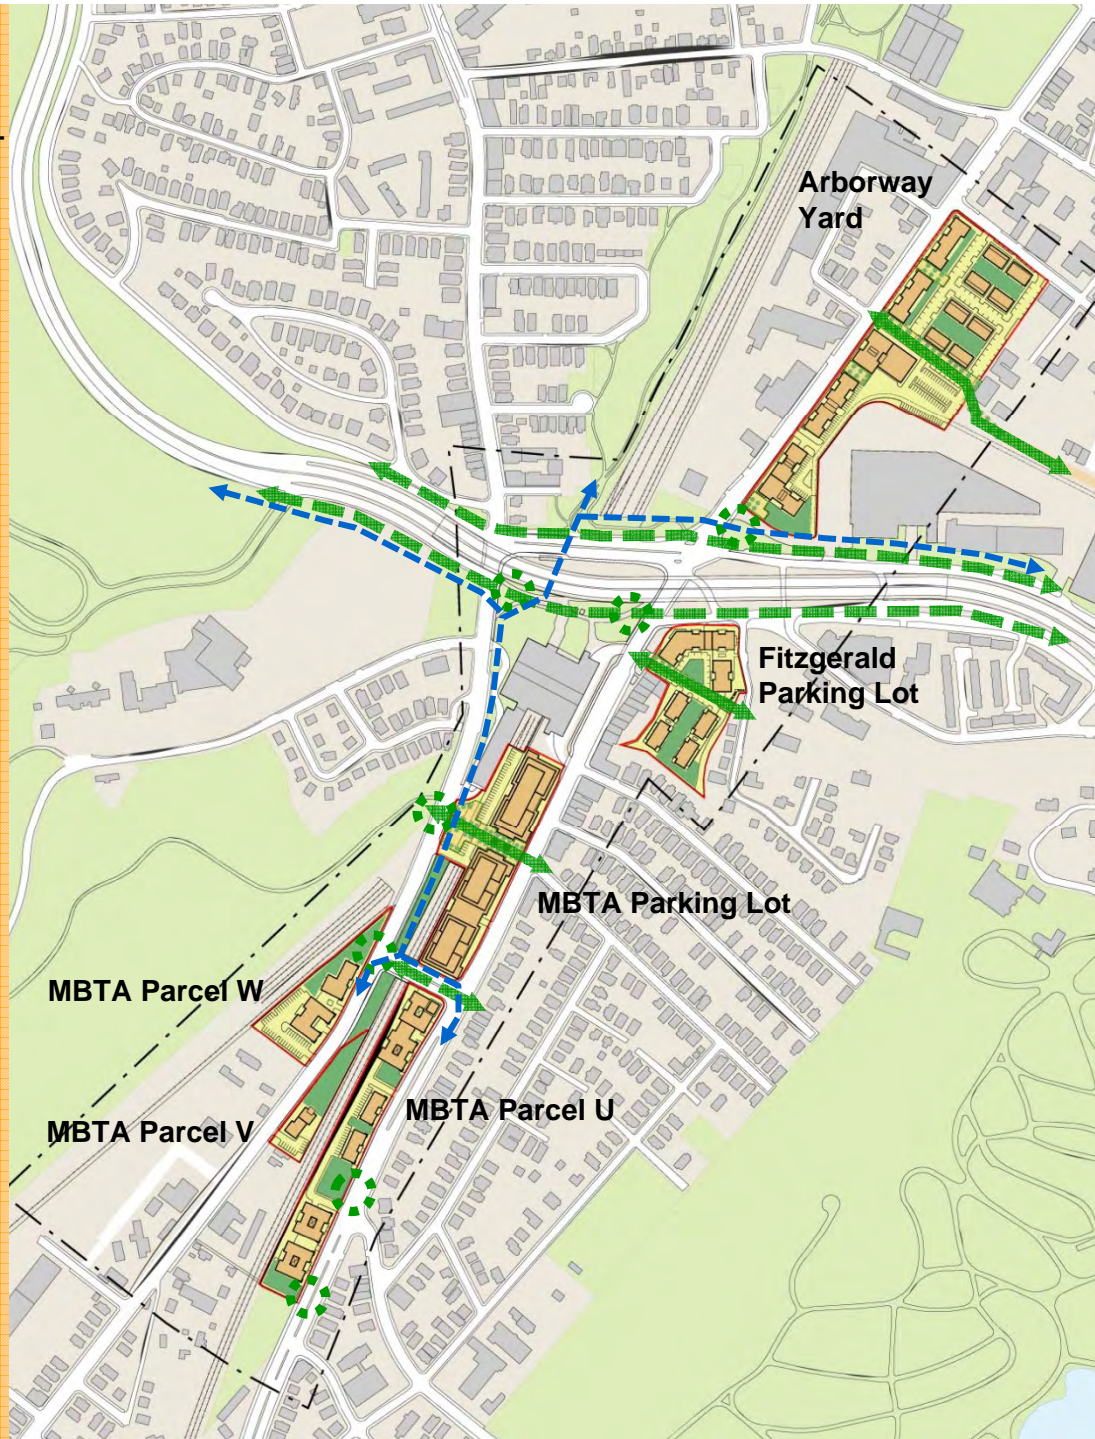 Arborway
Yard
Fitzgerald
Parking Lot
MBTA Parking Lot
MBTA Parcel W
MBTA Parcel U
MBTA Parcel V